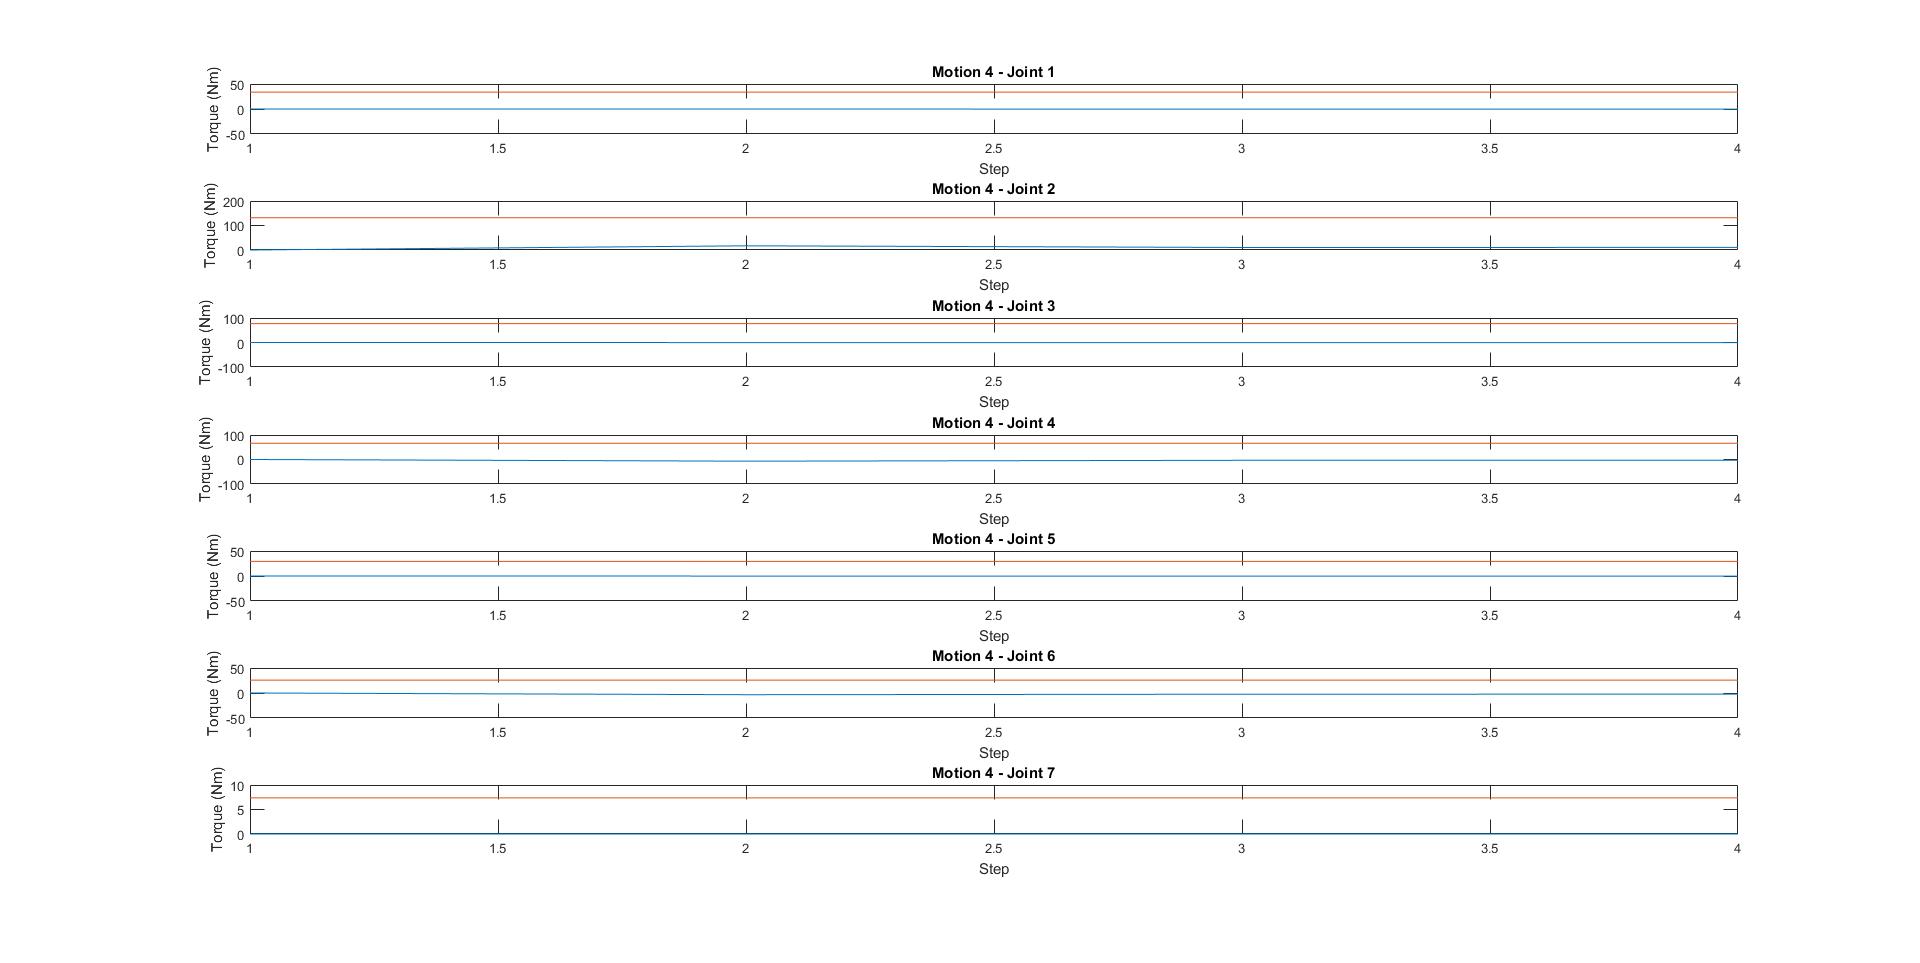 Motion 4 - Joint 1
Torque (Nm)
50
0
-50
1 1.5 2 2.5 3 3.5 4
Step
Motion 4 - Joint 2
Torque (Nm)
200
100
0
1 1.5 2 2.5 3 3.5 4
Step
Motion 4 - Joint 3
Torque (Nm)
100
0
-100
1 1.5 2 2.5 3 3.5 4
Step
Motion 4 - Joint 4
Torque (Nm)
100
0
-100
1 1.5 2 2.5 3 3.5 4
Step
Motion 4 - Joint 5
Torque (Nm)
50
0
-50
1 1.5 2 2.5 3 3.5 4
Step
Motion 4 - Joint 6
Torque (Nm)
50
0
-50
1 1.5 2 2.5 3 3.5 4
Step
Motion 4 - Joint 7
Torque (Nm)
10
5
0
1 1.5 2 2.5 3 3.5 4
Step